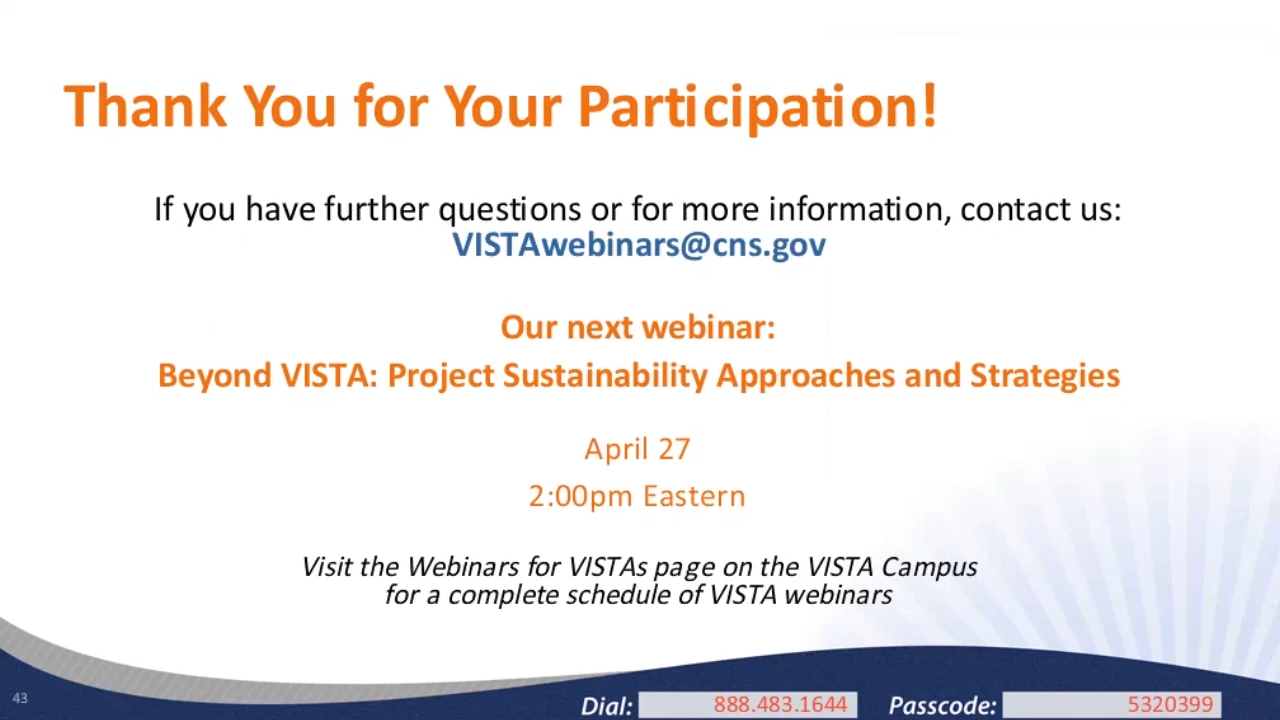 Thank You for Your Participation!
If you have further questions or for more information, contact us:
VISTAwebinars@cns.gov
Our next webinar:
Beyond VISTA: Project Sustainability Approaches and Strategies
April 27
2:00pm Eastern
Visit the Webinars for VISTAs page on the VISTA Campus
for a complete schedule of VISTA webinars
43
Dial: 888.483.1644 Passcode: 5320399